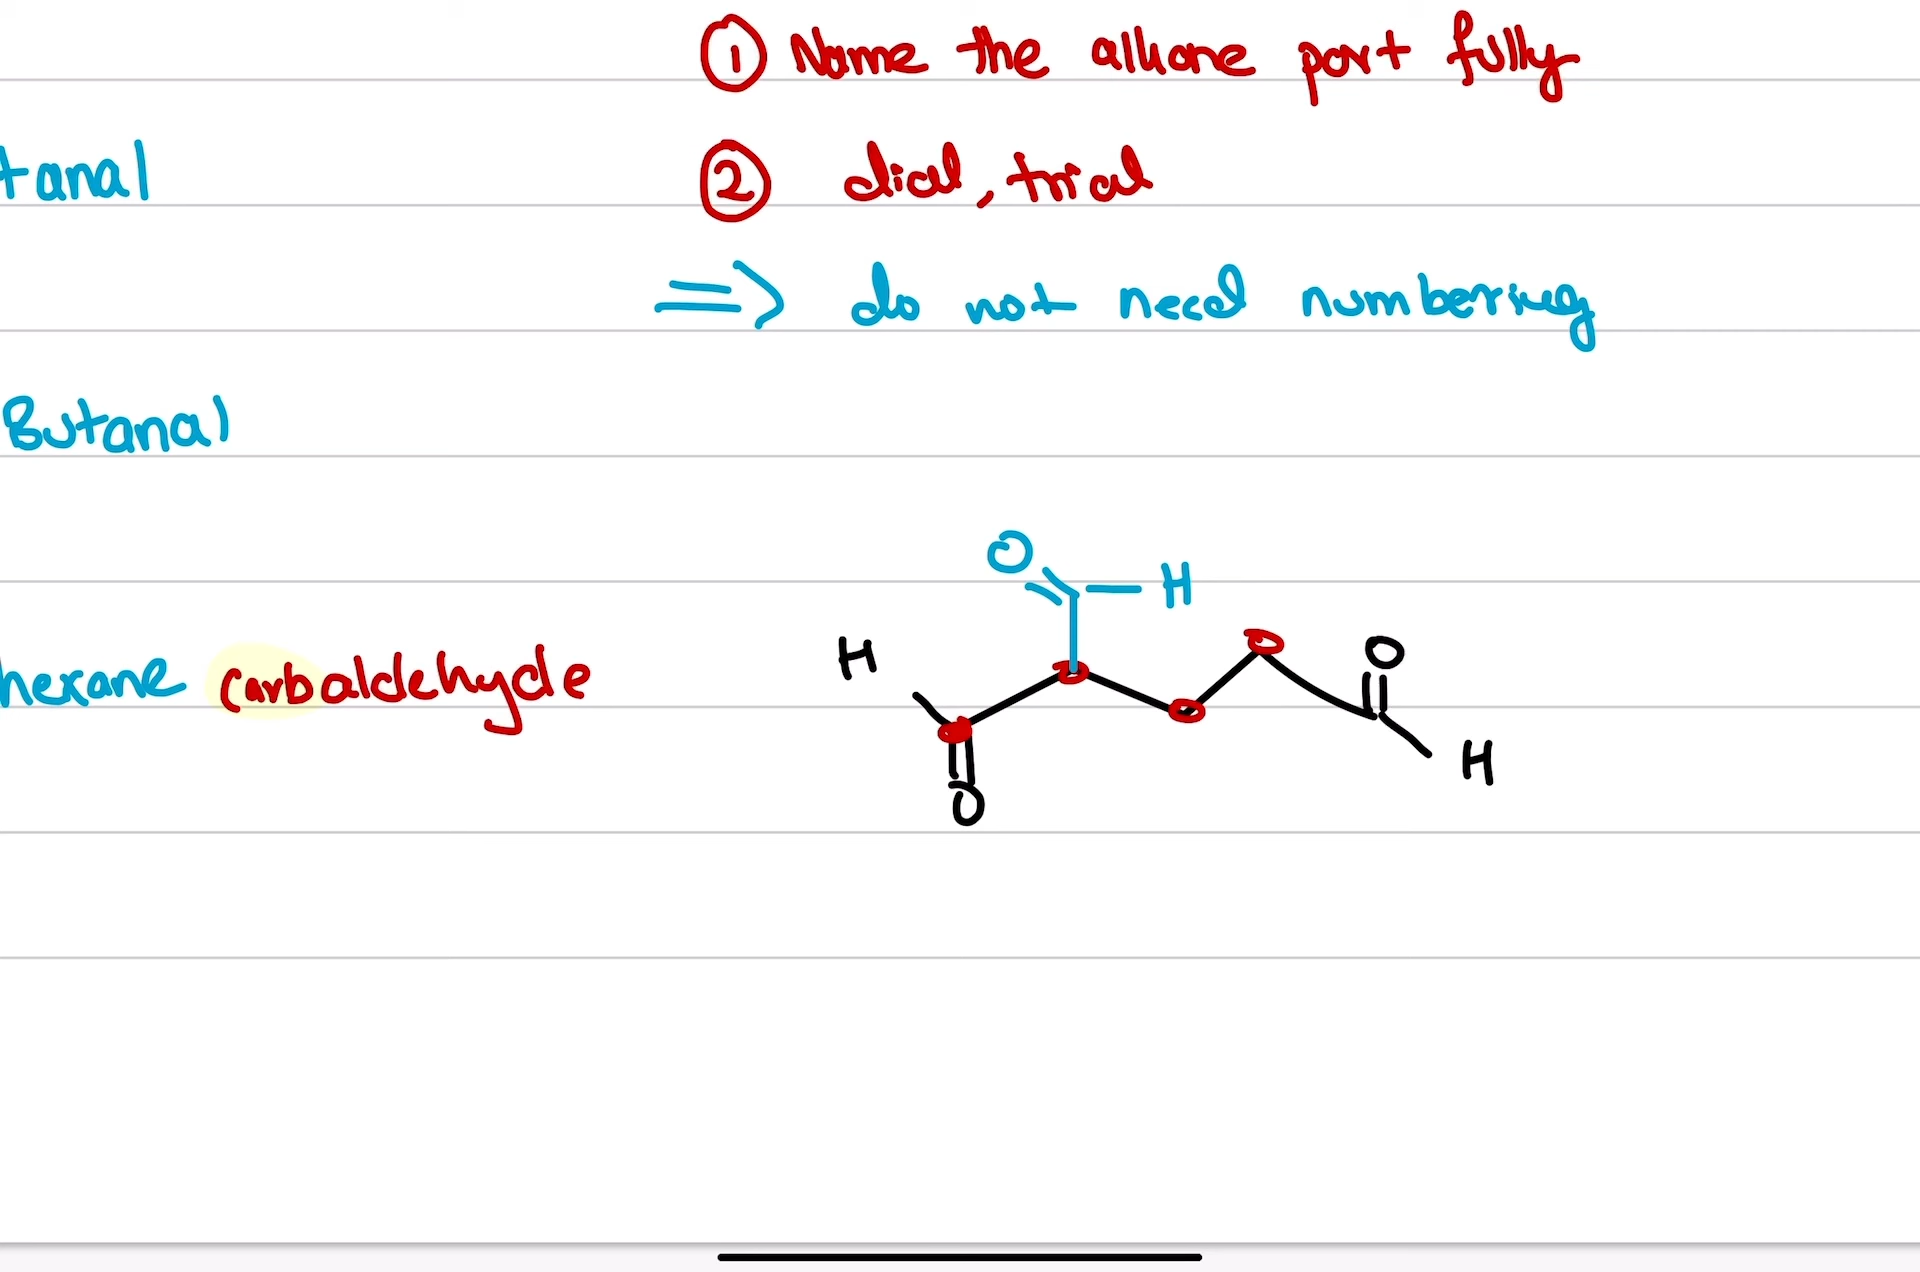 ① Name the alkane part fully
tanal
② dial, trial
=> do not need numbering
Butanal
O
H
H
O
hexane carbaldehyde
H
O